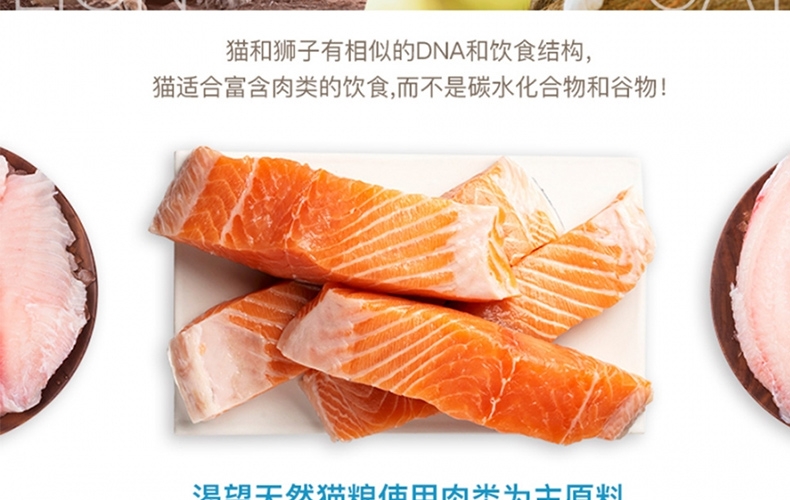 LION
CAT
猫和狮子有相似的DNA和饮食结构,
猫适合富含肉类的饮食,而不是碳水化合物和谷物!
渴望天然猫粮使用肉类为主原料